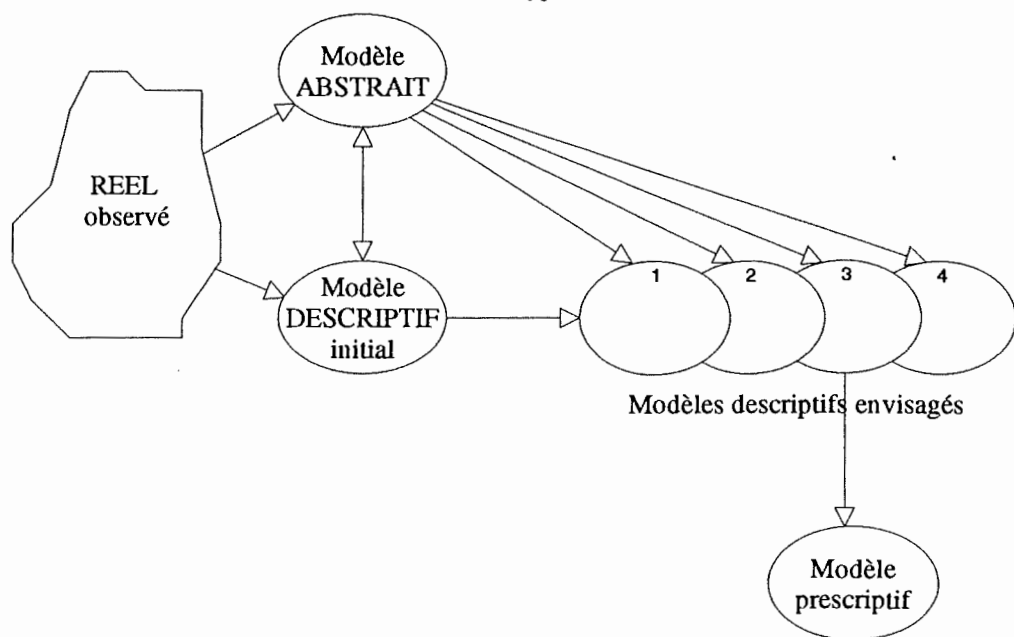 Modèle
ABSTRAIT
REEL
observé
Modèle
DESCRIPTIF
initial
1
2
3
4
Modèles descriptifs envisagés
Modèle
prescriptif